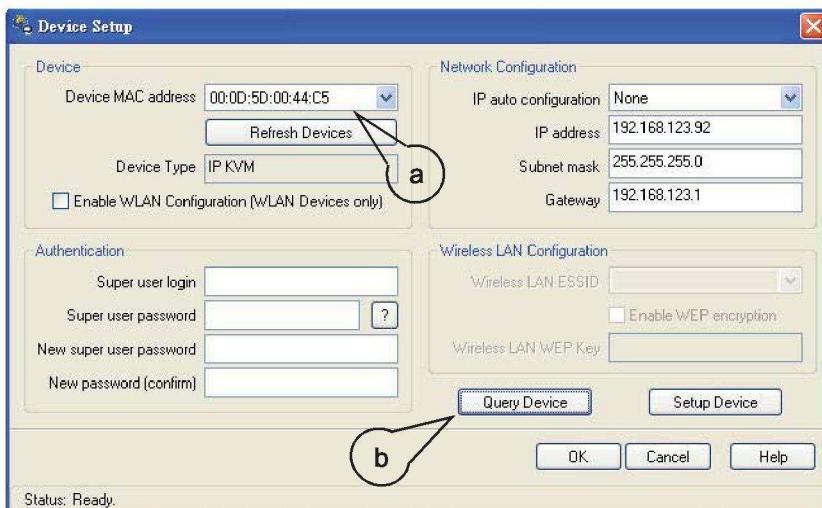 Device Setup
Device
Device MAC address 00:0D:5D:00:44:C5
Refresh Devices
Device Type IP KVM
Enable WLAN Configuration (WLAN Devices only)
a
Network Configuration
IP auto configuration None
IP address 192.168.123.92
Subnet mask 255.255.255.0
Gateway 192.168.123.1
Authentication
Super user login
Super user password ?
New super user password
New password (confirm)
Wireless LAN Configuration
Wireless LAN ESSID
Enable WEP encryption
Wireless LAN WEP Key
Query Device Setup Device
b
OK Cancel Help
Status: Ready.